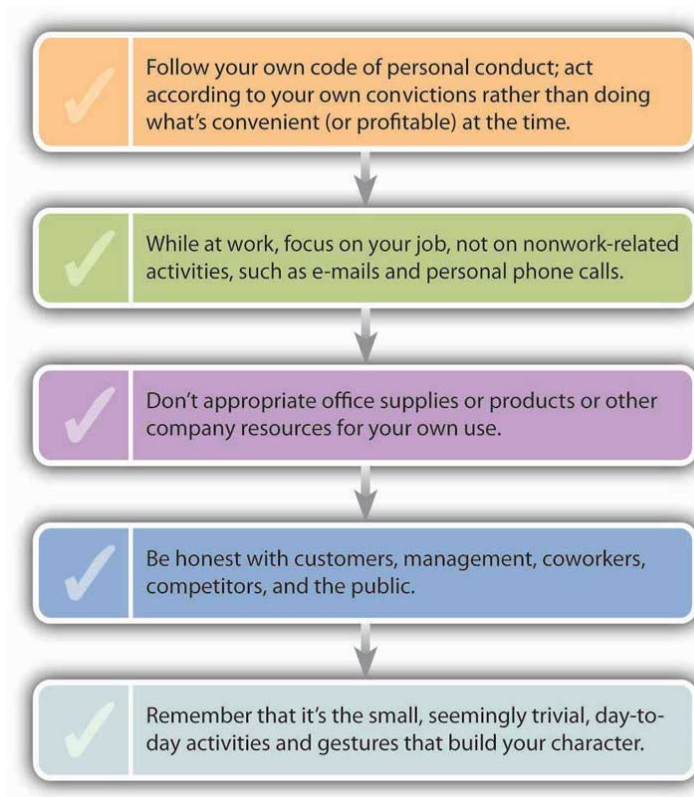 Follow your own code of personal conduct; act
according to your own convictions rather than doing
what's convenient (or profitable) at the time.
While at work, focus on your job, not on nonwork-related
activities, such as e-mails and personal phone calls.
Don't appropriate office supplies or products or other
company resources for your own use.
Be honest with customers, management, coworkers,
competitors, and the public.
Remember that it's the small, seemingly trivial, day-to-
day activities and gestures that build your character.